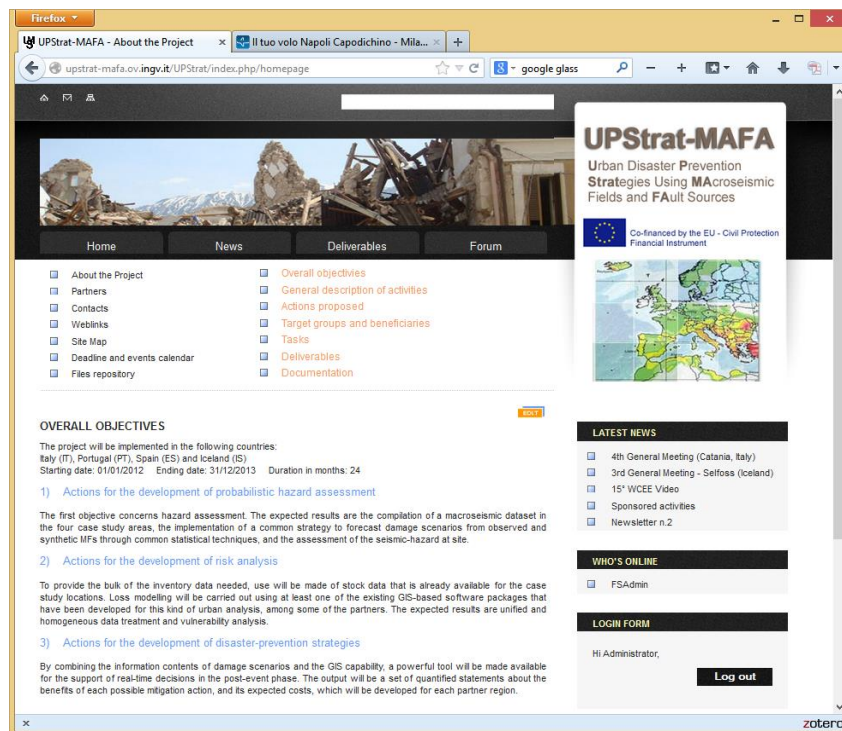 Firefox
UPStrat-MAFA - About the Project
Il tuo volo Napoli Capodichino - Mila...
upstrat-mafa.ov.ingv.it/UPStrat/index.php/homepage
google glass
UPStrat-MAFA
Urban Disaster Prevention
Strategies Using MAcroseismic
Fields and FAult Sources
Co-financed by the EU - Civil Protection
Financial Instrument
Home
News
Deliverables
Forum
About the Project
Partners
Contacts
Weblinks
Site Map
Deadline and events calendar
Files repository
Overall objectivies
General description of activities
Actions proposed
Target groups and beneficiaries
Tasks
Deliverables
Documentation
EDIT
OVERALL OBJECTIVES
The project will be implemented in the following countries:
Italy (IT), Portugal (PT), Spain (ES) and Iceland (IS)
Starting date: 01/01/2012 Ending date: 31/12/2013 Duration in months: 24
1) Actions for the development of probabilistic hazard assessment
The first objective concerns hazard assessment. The expected results are the compilation of a macroseismic dataset in
the four case study areas, the implementation of a common strategy to forecast damage scenarios from observed and
synthetic MFs through common statistical techniques, and the assessment of the seismic-hazard at site.
2) Actions for the development of risk analysis
To provide the bulk of the inventory data needed, use will be made of stock data that is already available for the case
study locations. Loss modelling will be carried out using at least one of the existing GIS-based software packages that
have been developed for this kind of urban analysis, among some of the partners. The expected results are unified and
homogeneous data treatment and vulnerability analysis.
3) Actions for the development of disaster-prevention strategies
By combining the information contents of damage scenarios and the GIS capability, a powerful tool will be made available
for the support of real-time decisions in the post-event phase. The output will be a set of quantified statements about the
benefits of each possible mitigation action, and its expected costs, which will be developed for each partner region.
LATEST NEWS
4th General Meeting (Catania, Italy)
3rd General Meeting - Selfoss (Iceland)
15° WCEE Video
Sponsored activities
Newsletter n.2
WHO'S ONLINE
FSAdmin
LOGIN FORM
Hi Administrator,
Log out
zotero